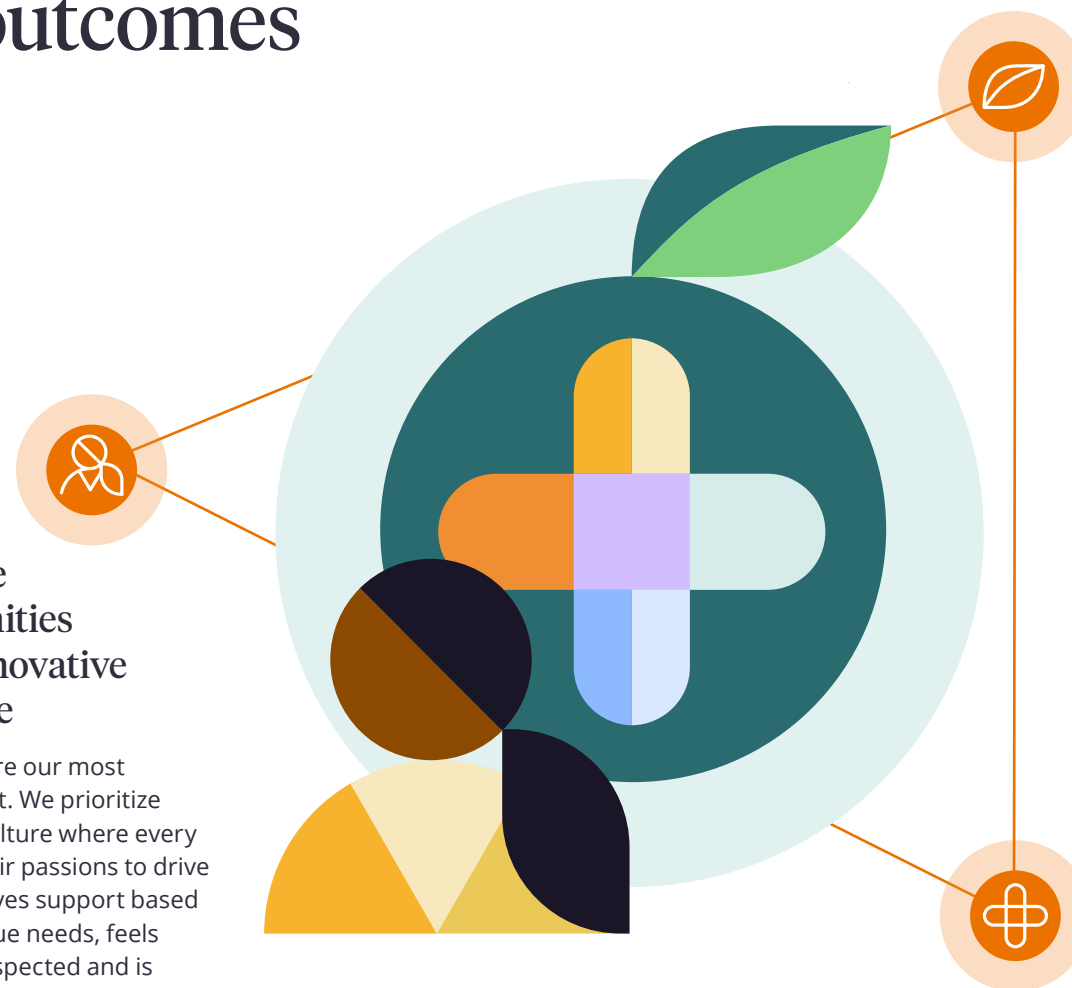 outcomes
e
nities
novative
e
re our most
t. We prioritize
lture where every
ir passions to drive
ves support based
ue needs, feels
spected and is